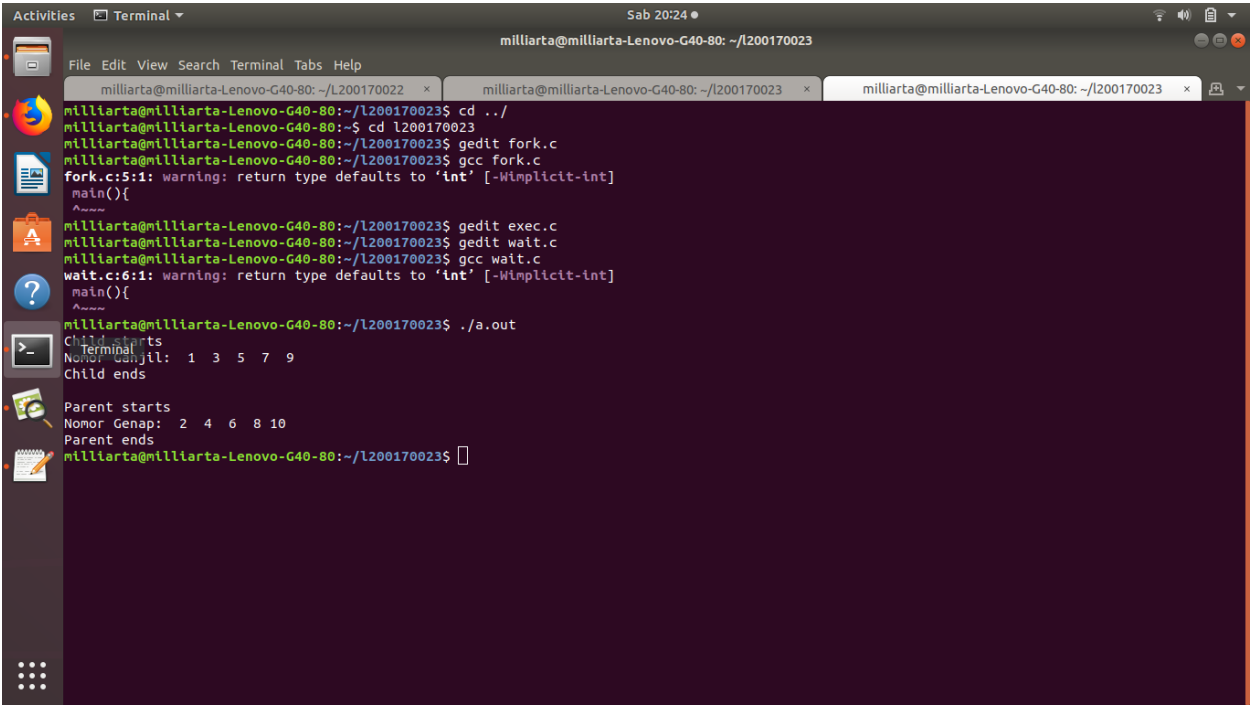 Activities Terminal Sab 20:24
milliarta@milliarta-Lenovo-G40-80: ~/l200170023
File Edit View Search Terminal Tabs Help
milliarta@milliarta-Lenovo-G40-80: ~/L200170022 × milliarta@milliarta-Lenovo-G40-80: ~/l200170023 × milliarta@milliarta-Lenovo-G40-80: ~/l200170023 ×
milliarta@milliarta-Lenovo-G40-80:~/l200170023$ cd ../
milliarta@milliarta-Lenovo-G40-80:~$ cd l200170023
milliarta@milliarta-Lenovo-G40-80:~/l200170023$ gedit fork.c
milliarta@milliarta-Lenovo-G40-80:~/l200170023$ gcc fork.c
fork.c:5:1: warning: return type defaults to ‘int’ [-Wimplicit-int]
main(){
^~~~
milliarta@milliarta-Lenovo-G40-80:~/l200170023$ gedit exec.c
milliarta@milliarta-Lenovo-G40-80:~/l200170023$ gedit wait.c
milliarta@milliarta-Lenovo-G40-80:~/l200170023$ gcc wait.c
wait.c:6:1: warning: return type defaults to ‘int’ [-Wimplicit-int]
main(){
^~~~
milliarta@milliarta-Lenovo-G40-80:~/l200170023$ ./a.out
Child starts
Terminal
Nomor Ganjil: 1 3 5 7 9
Child ends
Parent starts
Nomor Genap: 2 4 6 8 10
Parent ends
milliarta@milliarta-Lenovo-G40-80:~/l200170023$